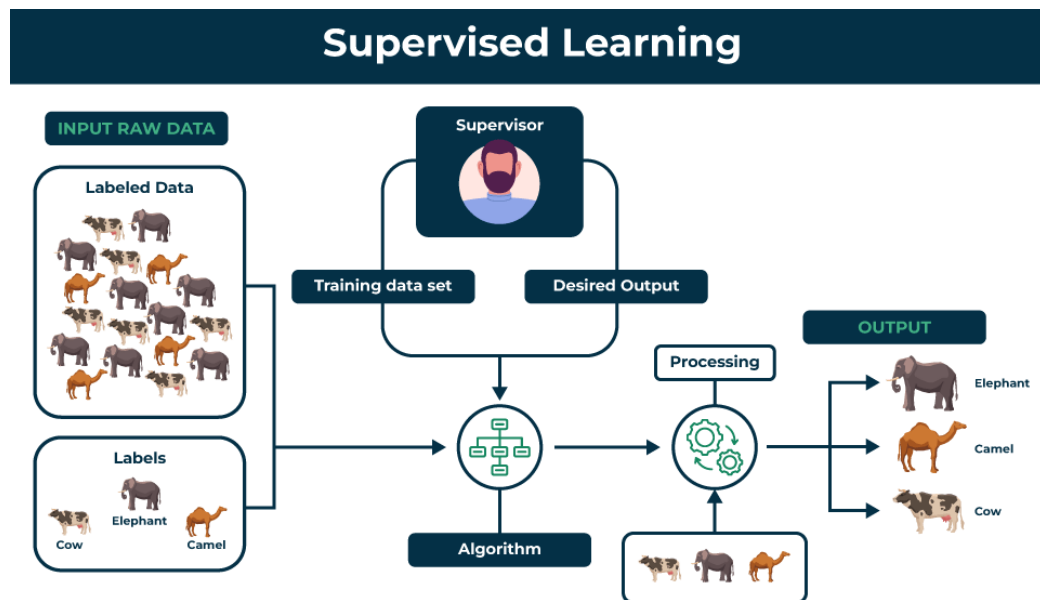 Supervised Learning
INPUT RAW DATA
Supervisor
Labeled Data
Training data set
Desired Output
OUTPUT
Processing
Elephant
Camel
Cow
Labels
Elephant
Cow
Camel
Algorithm